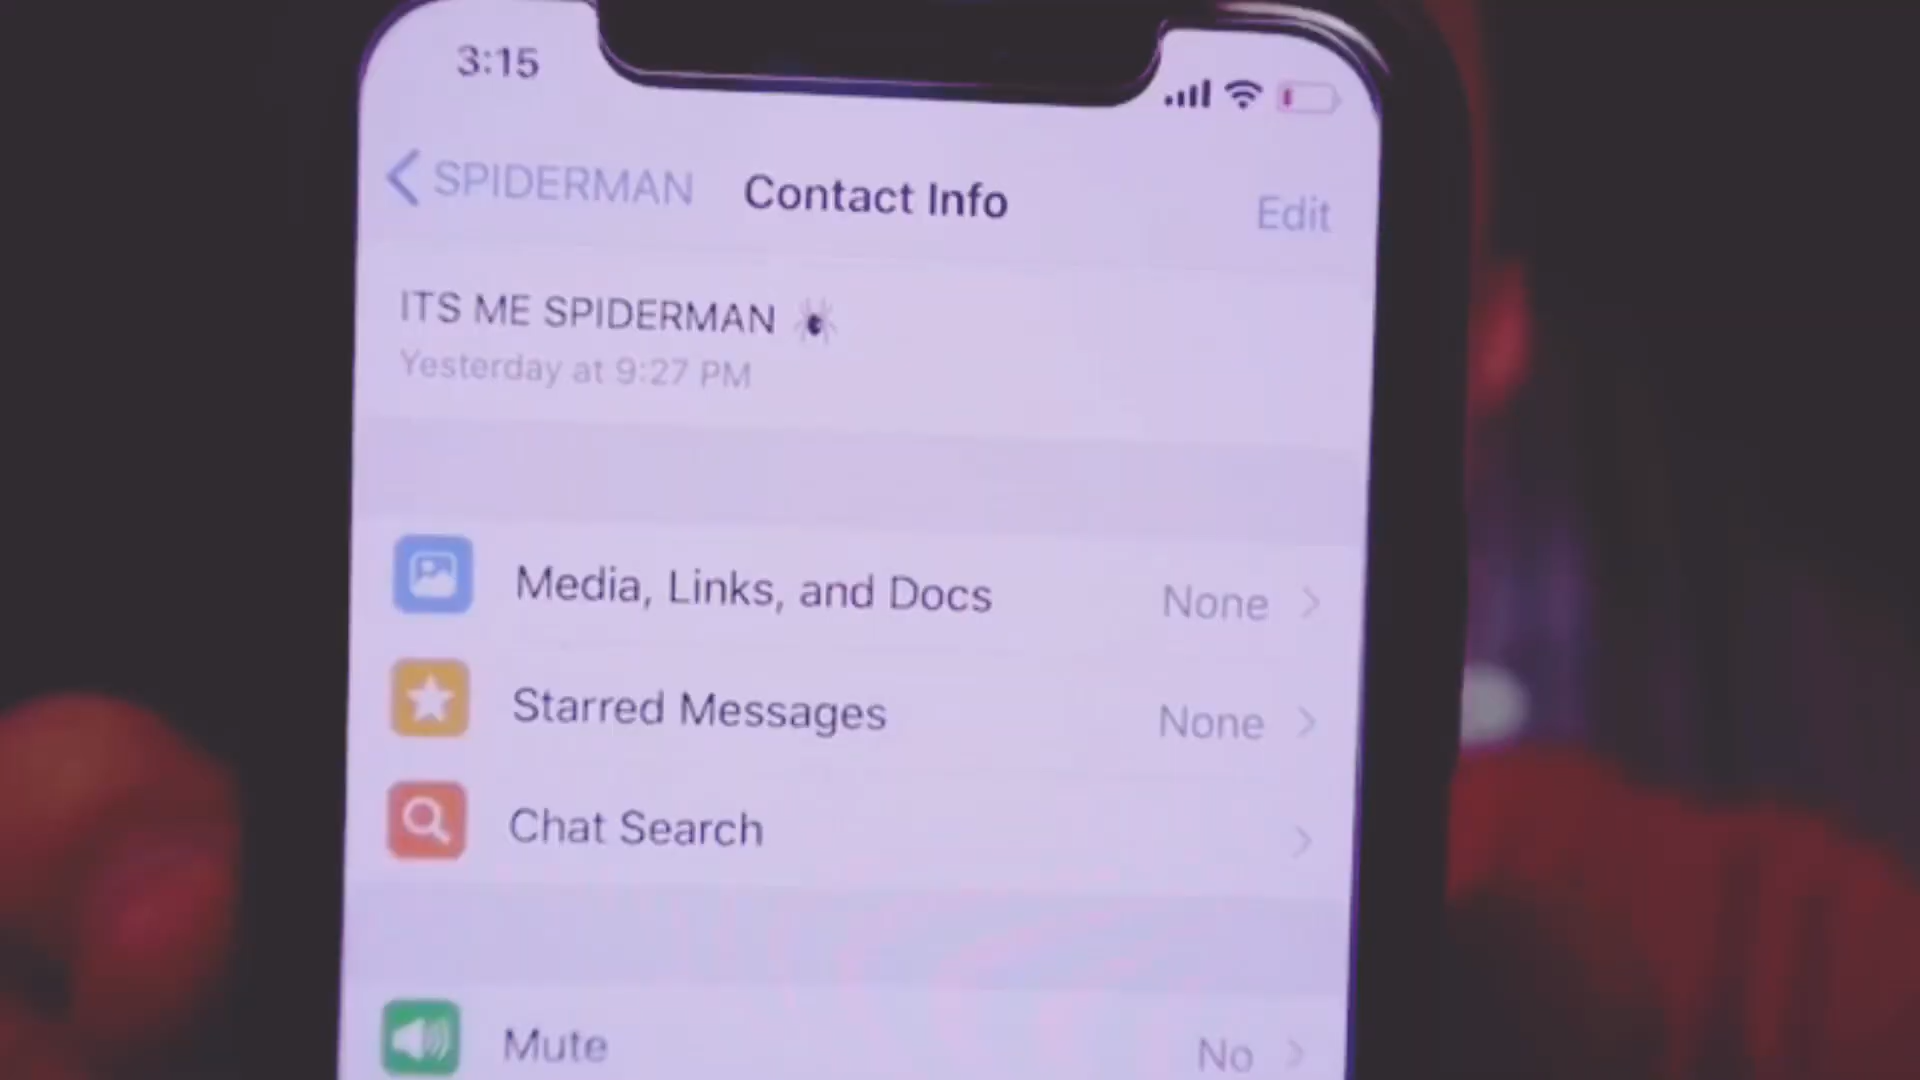 3:15
SPIDERMAN Contact Info Edit
ITS ME SPIDERMAN 🕷
Yesterday at 9:27 PM
Media, Links, and Docs None
Starred Messages None
Chat Search
Mute No